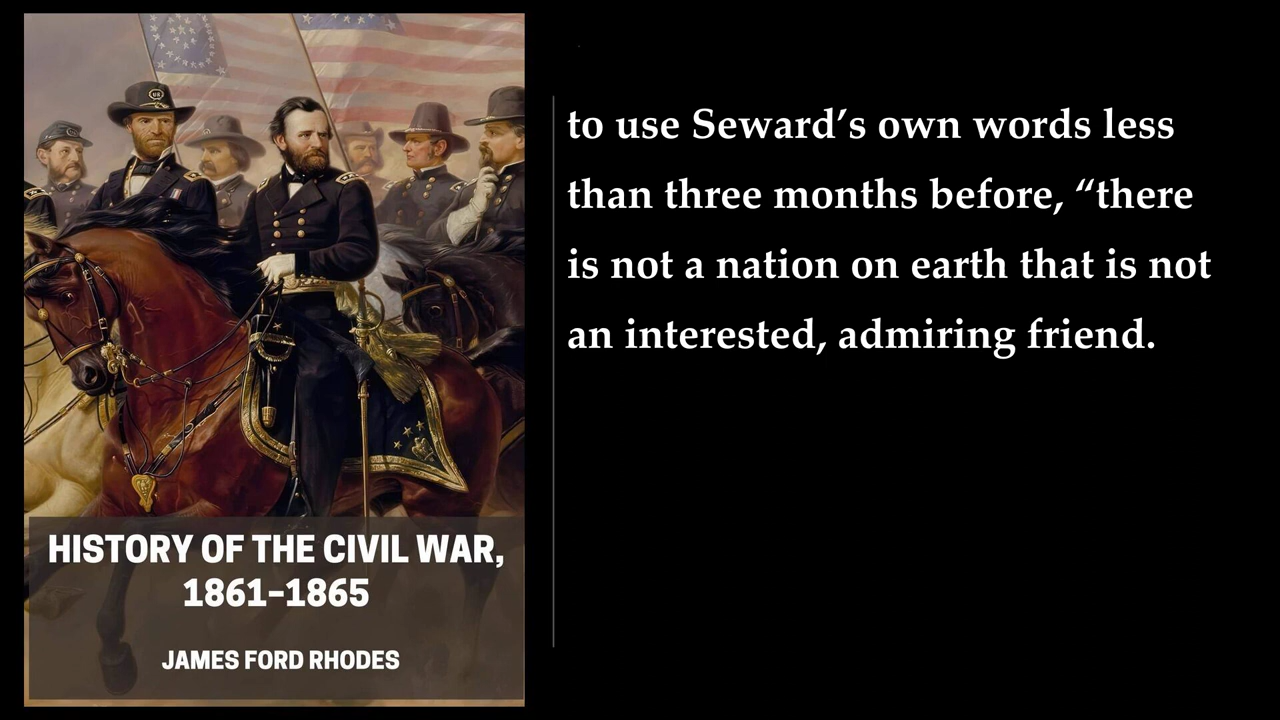 HISTORY OF THE CIVIL WAR,
1861–1865
JAMES FORD RHODES
to use Seward’s own words less
than three months before, “there
is not a nation on earth that is not
an interested, admiring friend.